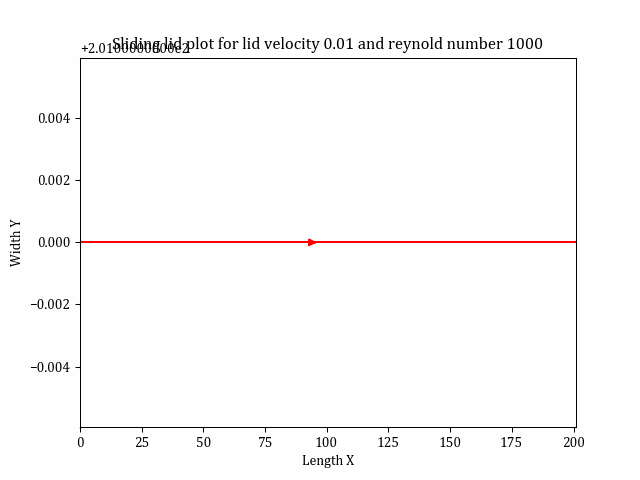 Sliding lid plot for lid velocity 0.01 and reynold number 1000
0.004
0.002
0.000
−0.002
−0.004
Width Y
0 25 50 75 100 125 150 175 200
Length X